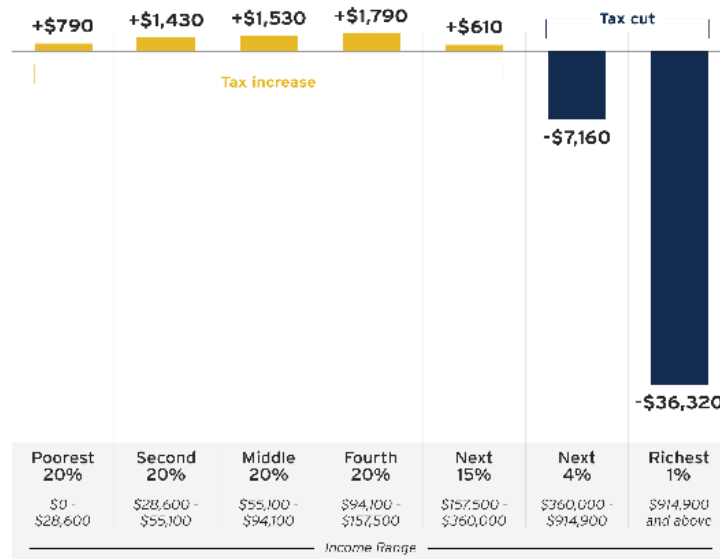 +$790 +$1,430 +$1,530 +$1,790 +$610 Tax cut
Tax increase
-$7,160
-$36,320
Poorest 20% Second 20% Middle 20% Fourth 20% Next 15% Next 4% Richest 1%
$0 - $28,600 $28,600 - $55,100 $55,100 - $94,100 $94,100 - $157,500 $157,500 - $360,000 $360,000 - $914,900 $914,900 and above
Income Range